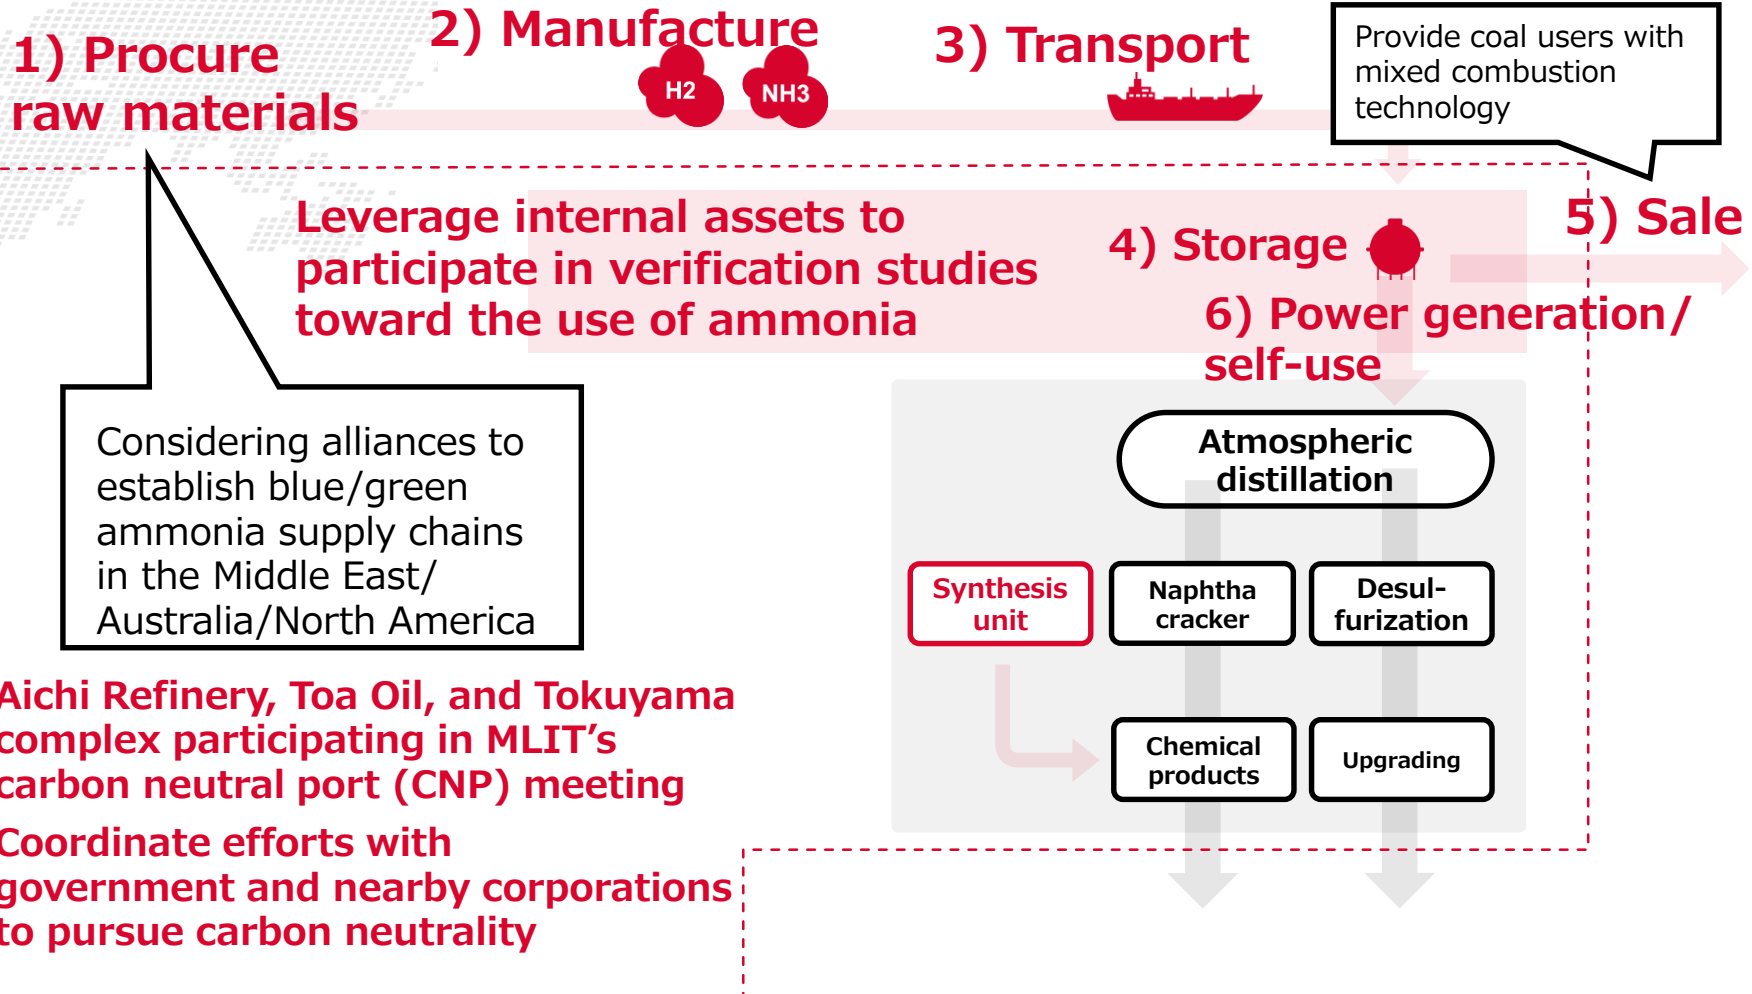 1) Procure
raw materials
2) Manufacture
H2
NH3
3) Transport
Provide coal users with
mixed combustion
technology
Leverage internal assets to
participate in verification studies
toward the use of ammonia
4) Storage
5) Sale
6) Power generation/
self-use
Considering alliances to
establish blue/green
ammonia supply chains
in the Middle East/
Australia/North America
Atmospheric
distillation
Synthesis
unit
Naphtha
cracker
Desul-
furization
Chemical
products
Upgrading
Aichi Refinery, Toa Oil, and Tokuyama
complex participating in MLIT’s
carbon neutral port (CNP) meeting
Coordinate efforts with
government and nearby corporations
to pursue carbon neutrality